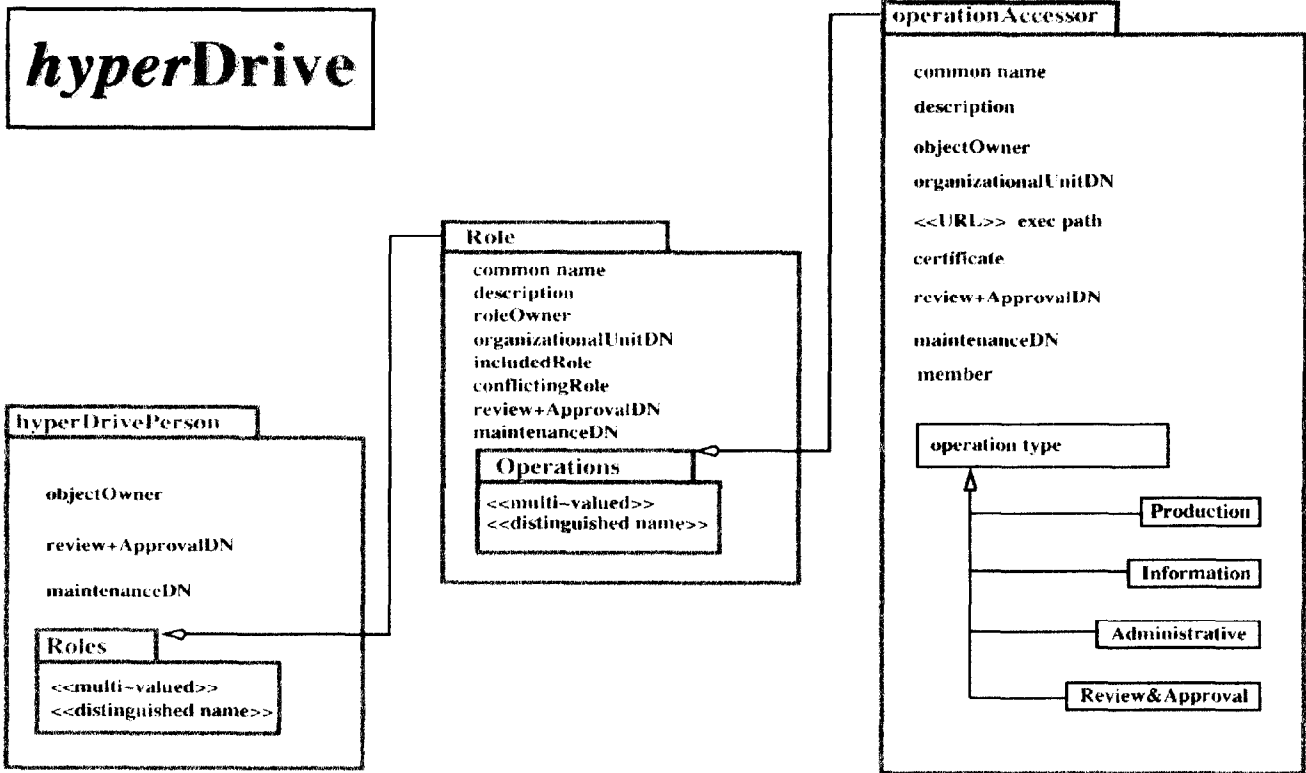 hyperDrive
operationAccessor
common name
description
objectOwner
organizationalUnitDN
<<URL>> exec path
certificate
review+ApprovalDN
maintenanceDN
member
operation type
Production
Information
Administrative
Review&Approval
Role
common name
description
roleOwner
organizationalUnitDN
includedRole
conflictingRole
review+ApprovalDN
maintenanceDN
Operations
<<multi~valued>>
<<distinguished name>>
hyperDrivePerson
objectOwner
review+ApprovalDN
maintenanceDN
Roles
<<multi~valued>>
<<distinguished name>>